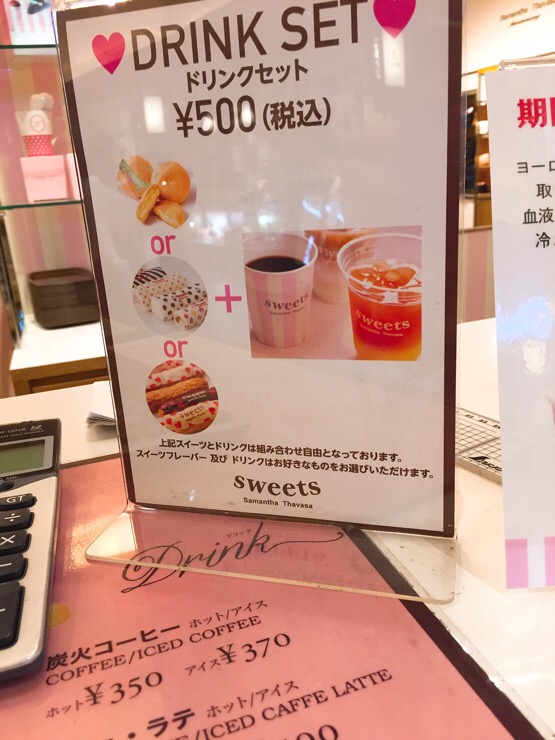 DRINK SET
ドリンクセット
¥500(税込)
or
+
or
sweets
Samantha Thavasa
sweets
Samantha Thavasa
上記スイーツとドリンクは組み合わせ自由となっております。
スイーツフレーバー 及び ドリンクはお好きなものをお選びいただけます。
sweets
Samantha Thavasa
ドリンク
Drink
炭火コーヒー ホット/アイス
COFFEE/ICED COFFEE
ホット¥350 アイス¥370
・ラテ ホット/アイス
/ICED CAFFE LATTE
ヨーロ
取
血液
冷
GT